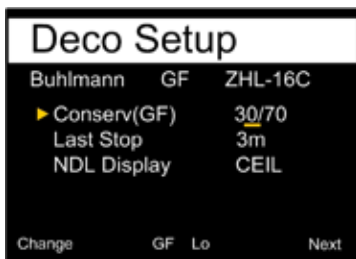 Deco Setup
Buhlmann GF ZHL-16C
Conserv(GF) 30/70
Last Stop 3m
NDL Display CEIL
Change GF Lo Next